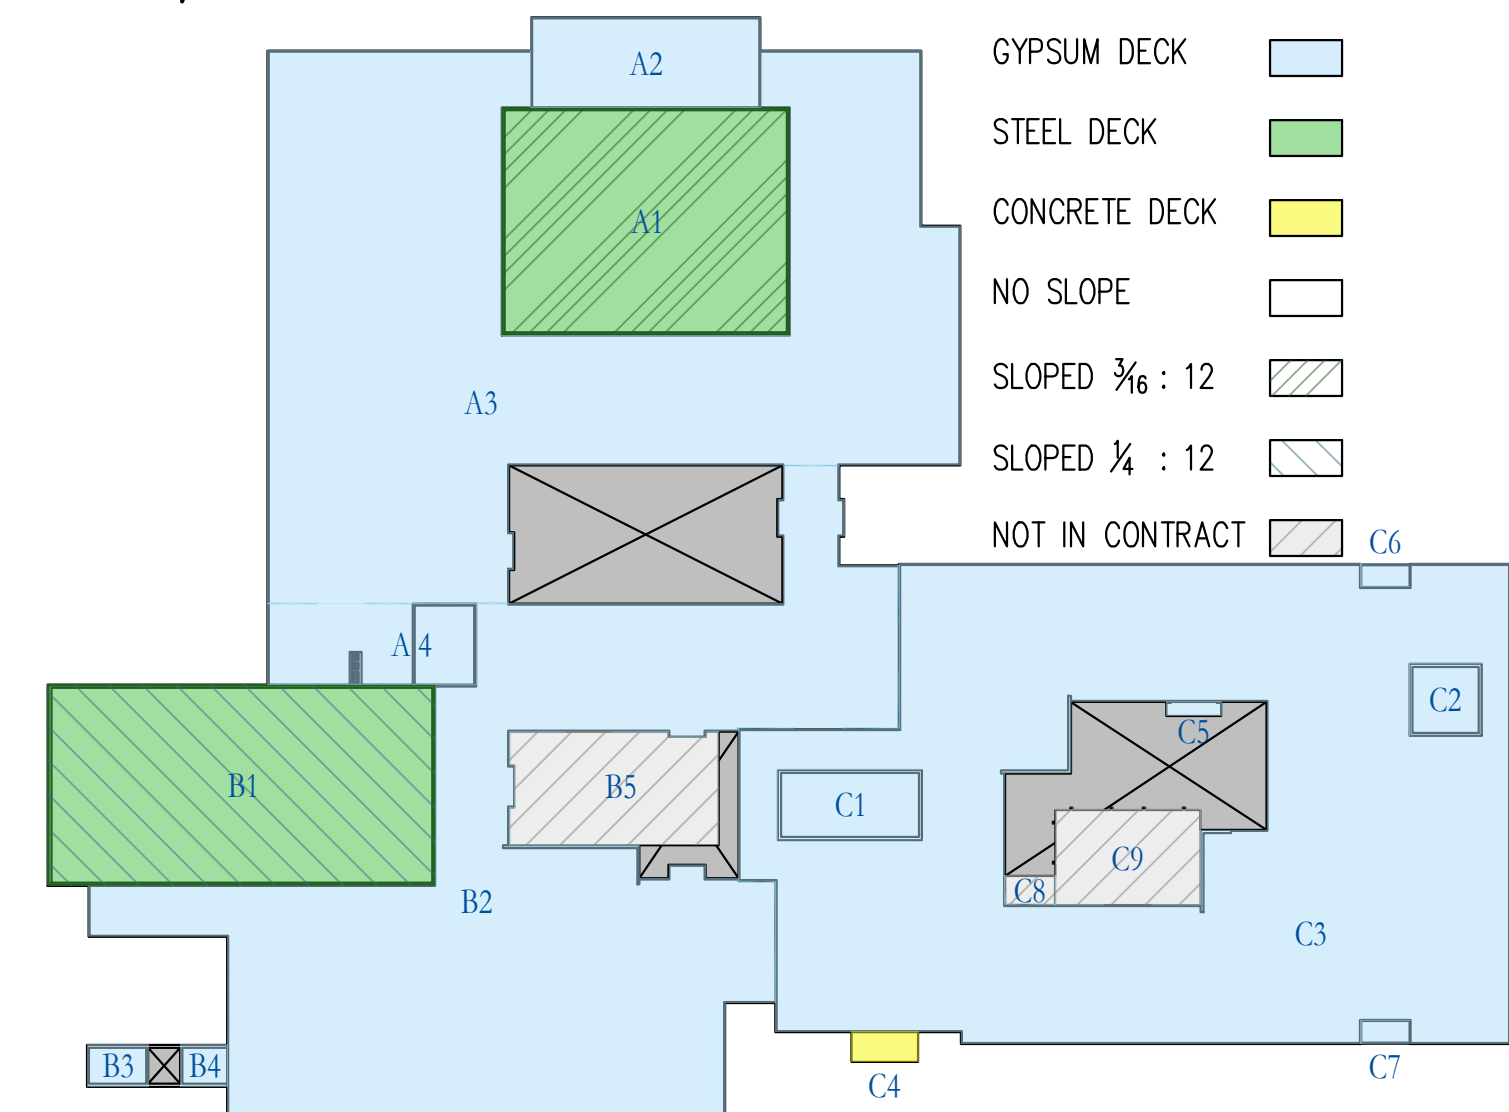 A2
GYPSUM DECK
STEEL DECK
A1
CONCRETE DECK
NO SLOPE
SLOPED 3/16 : 12
A3
SLOPED 1/4 : 12
NOT IN CONTRACT
C6
A 4
C2
C5
B1
B5
C1
C9
C8
B2
C3
B3
B4
C7
C4